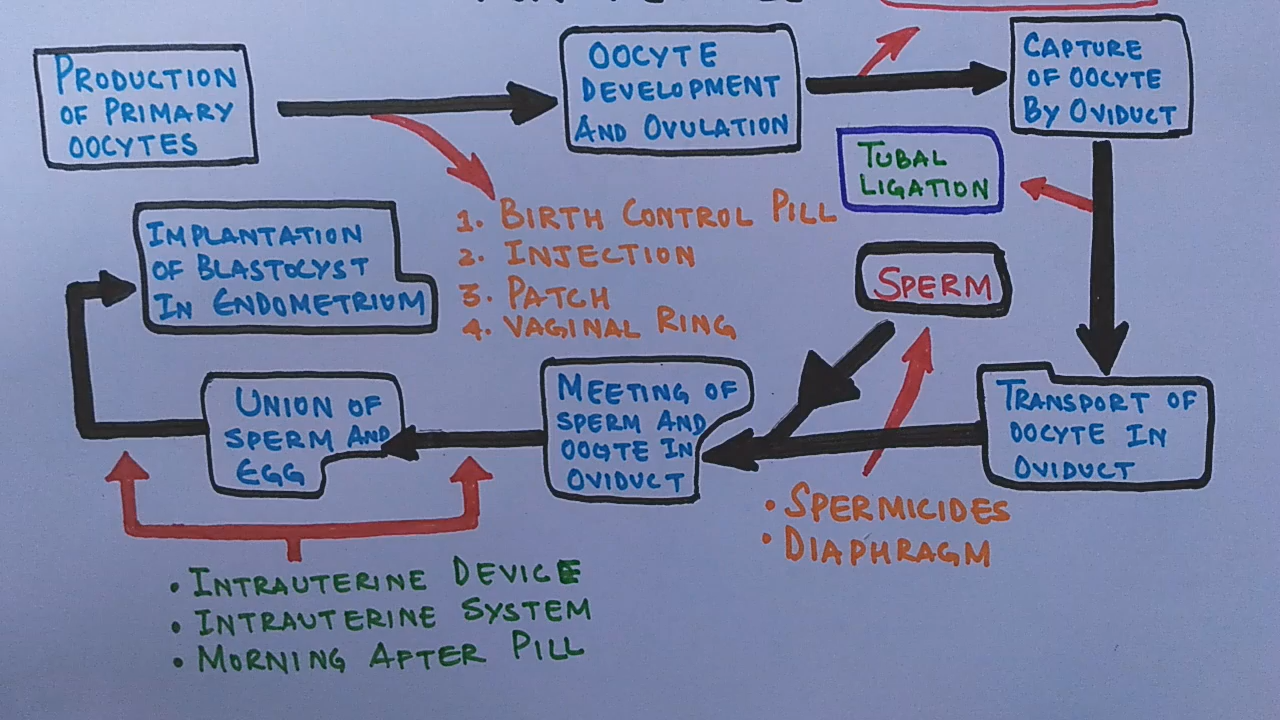 PRODUCTION
OF PRIMARY
OOCYTES
OOCYTE
DEVELOPMENT
AND OVULATION
CAPTURE
OF OOCYTE
BY OVIDUCT
TUBAL
LIGATION
1. BIRTH CONTROL PILL
2. INJECTION
3. PATCH
4. VAGINAL RING
IMPLANTATION
OF BLASTOCYST
IN ENDOMETRIUM
SPERM
UNION OF
SPERM AND
EGG
MEETING OF
SPERM AND
OOCYTE IN
OVIDUCT
TRANSPORT OF
OOCYTE IN
OVIDUCT
• SPERMICIDES
• DIAPHRAGM
• INTRAUTERINE DEVICE
• INTRAUTERINE SYSTEM
• MORNING AFTER PILL